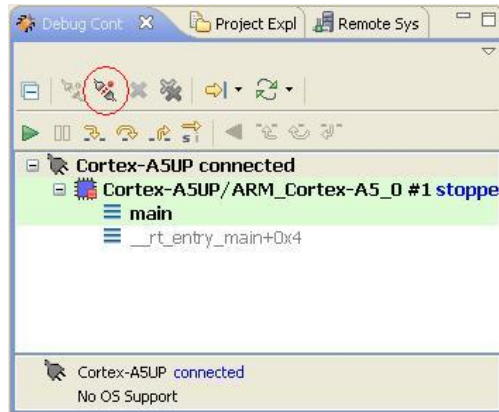 Debug Cont Project Expl Remote Sys
Cortex-A5UP connected
Cortex-A5UP/ARM_Cortex-A5_0 #1 stoppe
main
__rt_entry_main+0x4
Cortex-A5UP connected
No OS Support